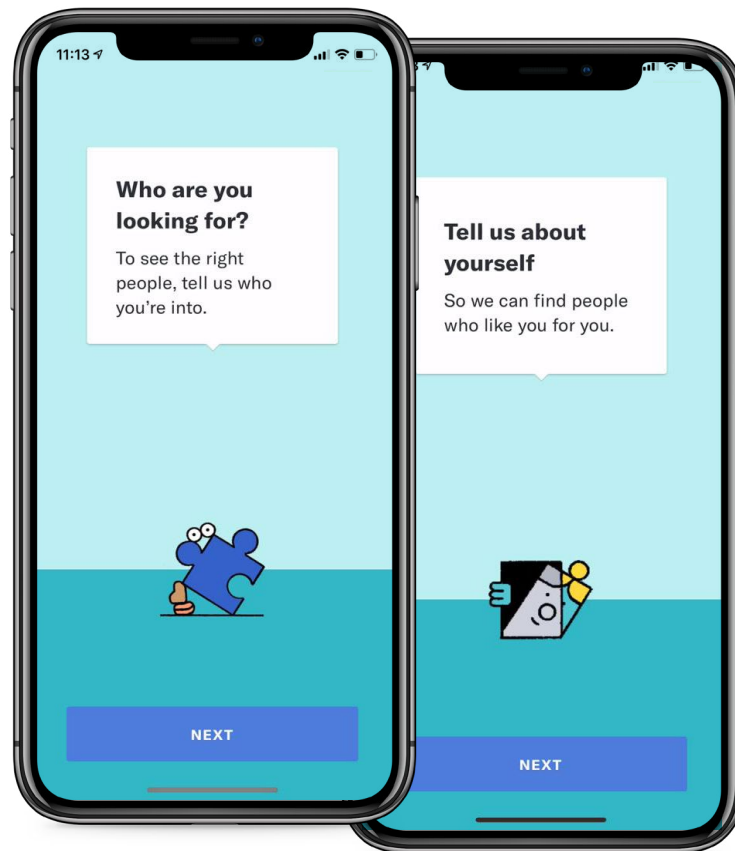 11:13
Who are you
looking for?
To see the right
people, tell us who
you're into.
NEXT
Tell us about
yourself
So we can find people
who like you for you.
NEXT